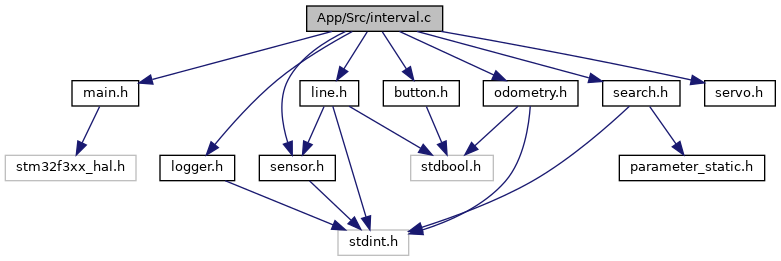 App/Src/interval.c
main.h
line.h
button.h
odometry.h
search.h
servo.h
stm32f3xx_hal.h
logger.h
sensor.h
stdbool.h
parameter_static.h
stdint.h